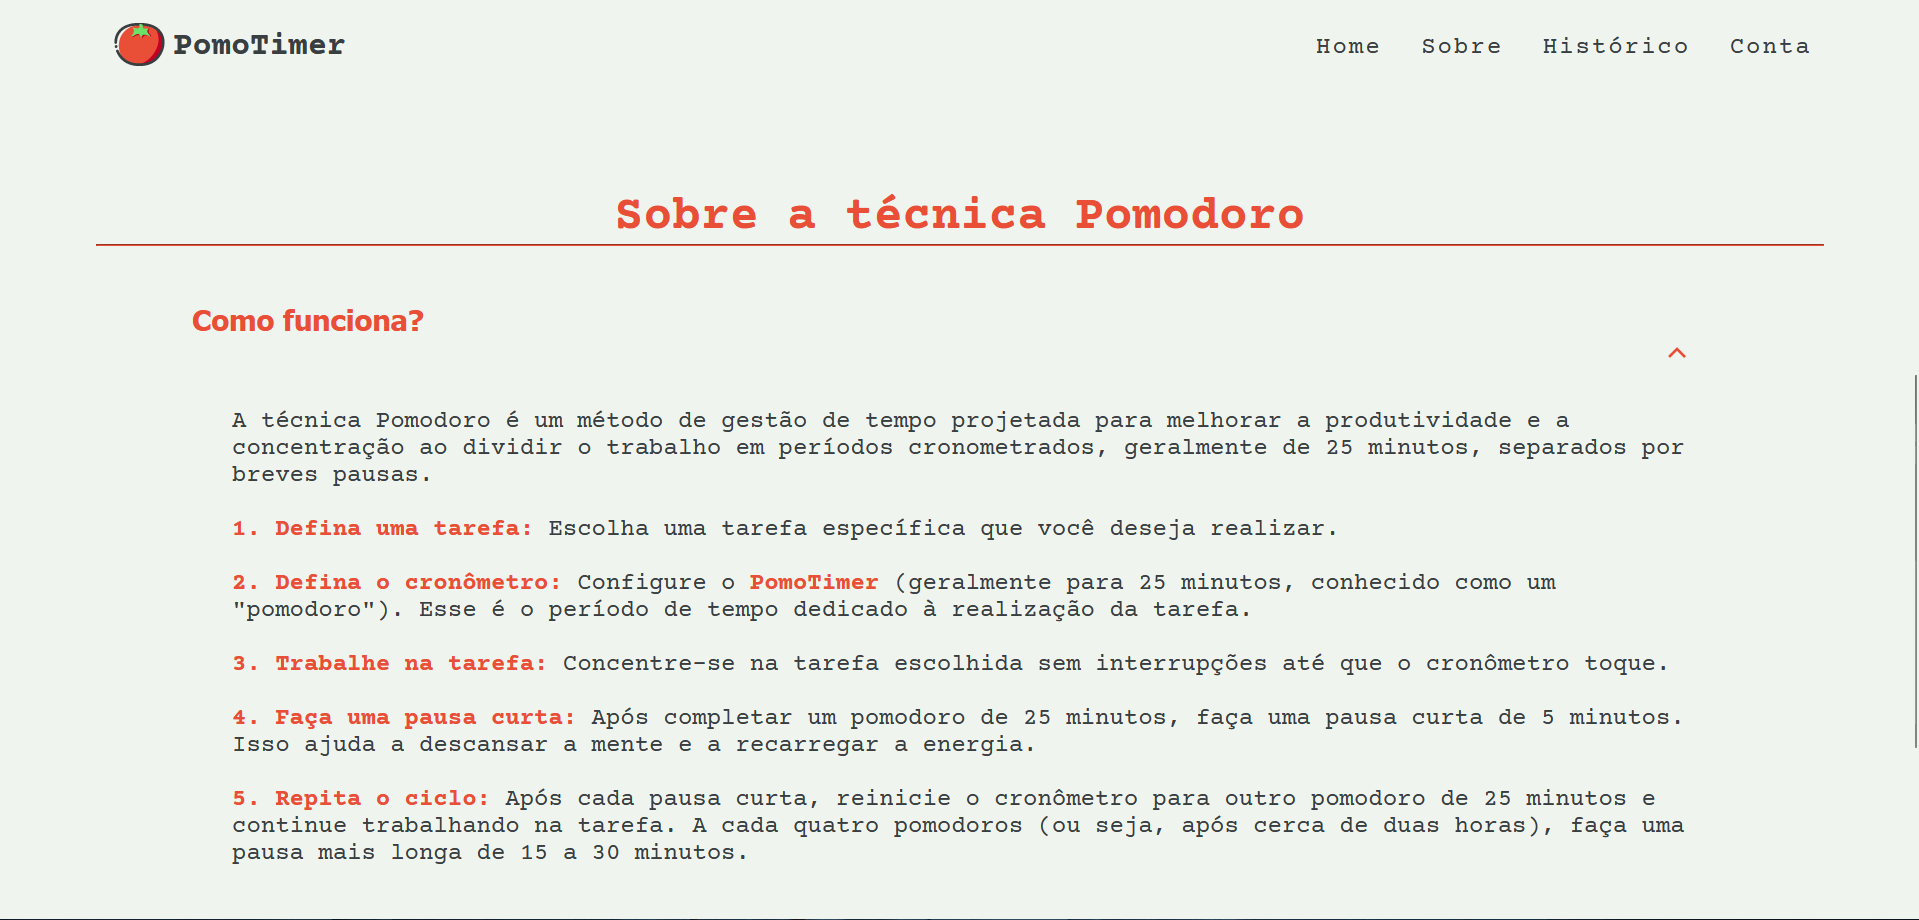 PomoTimer
Home Sobre Histórico Conta
Sobre a técnica Pomodoro
Como funciona?
A técnica Pomodoro é um método de gestão de tempo projetada para melhorar a produtividade e a
concentração ao dividir o trabalho em períodos cronometrados, geralmente de 25 minutos, separados por
breves pausas.
1. Defina uma tarefa: Escolha uma tarefa específica que você deseja realizar.
2. Defina o cronômetro: Configure o PomoTimer (geralmente para 25 minutos, conhecido como um
"pomodoro"). Esse é o período de tempo dedicado à realização da tarefa.
3. Trabalhe na tarefa: Concentre-se na tarefa escolhida sem interrupções até que o cronômetro toque.
4. Faça uma pausa curta: Após completar um pomodoro de 25 minutos, faça uma pausa curta de 5 minutos.
Isso ajuda a descansar a mente e a recarregar a energia.
5. Repita o ciclo: Após cada pausa curta, reinicie o cronômetro para outro pomodoro de 25 minutos e
continue trabalhando na tarefa. A cada quatro pomodoros (ou seja, após cerca de duas horas), faça uma
pausa mais longa de 15 a 30 minutos.